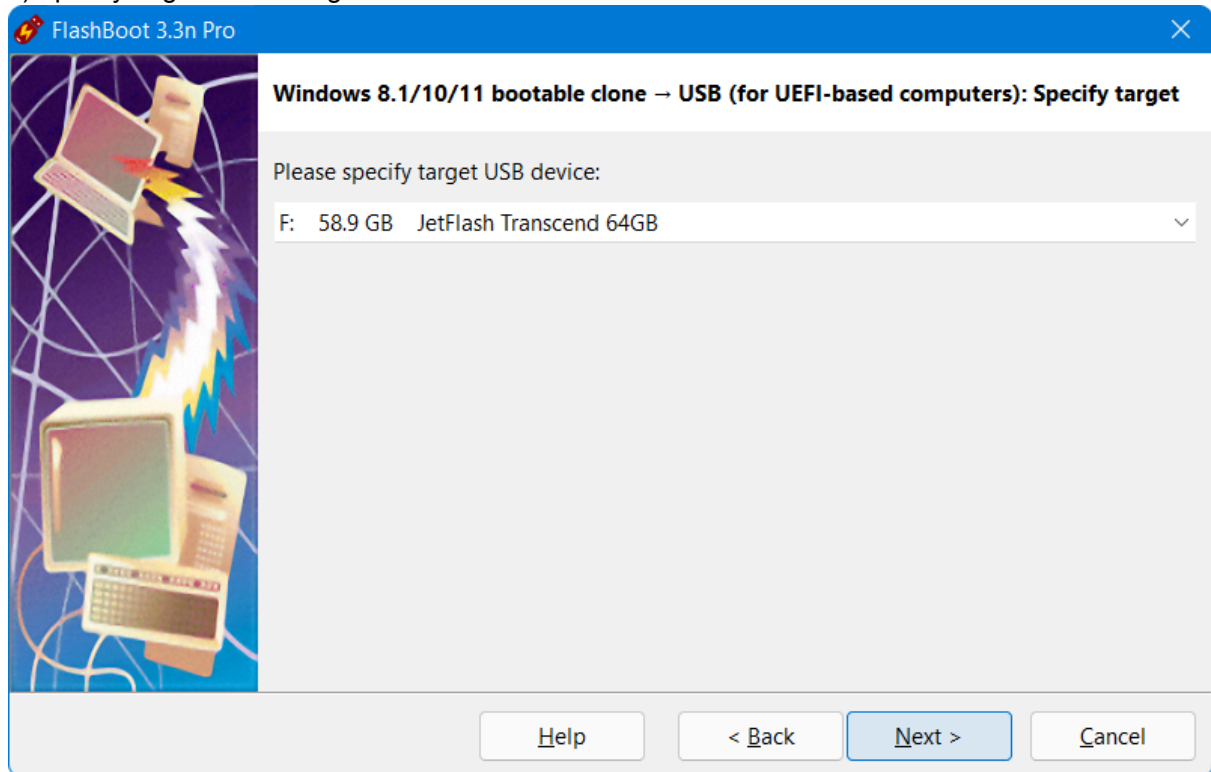 FlashBoot 3.3n Pro
Windows 8.1/10/11 bootable clone → USB (for UEFI-based computers): Specify target
Please specify target USB device:
F: 58.9 GB JetFlash Transcend 64GB
Help < Back Next > Cancel